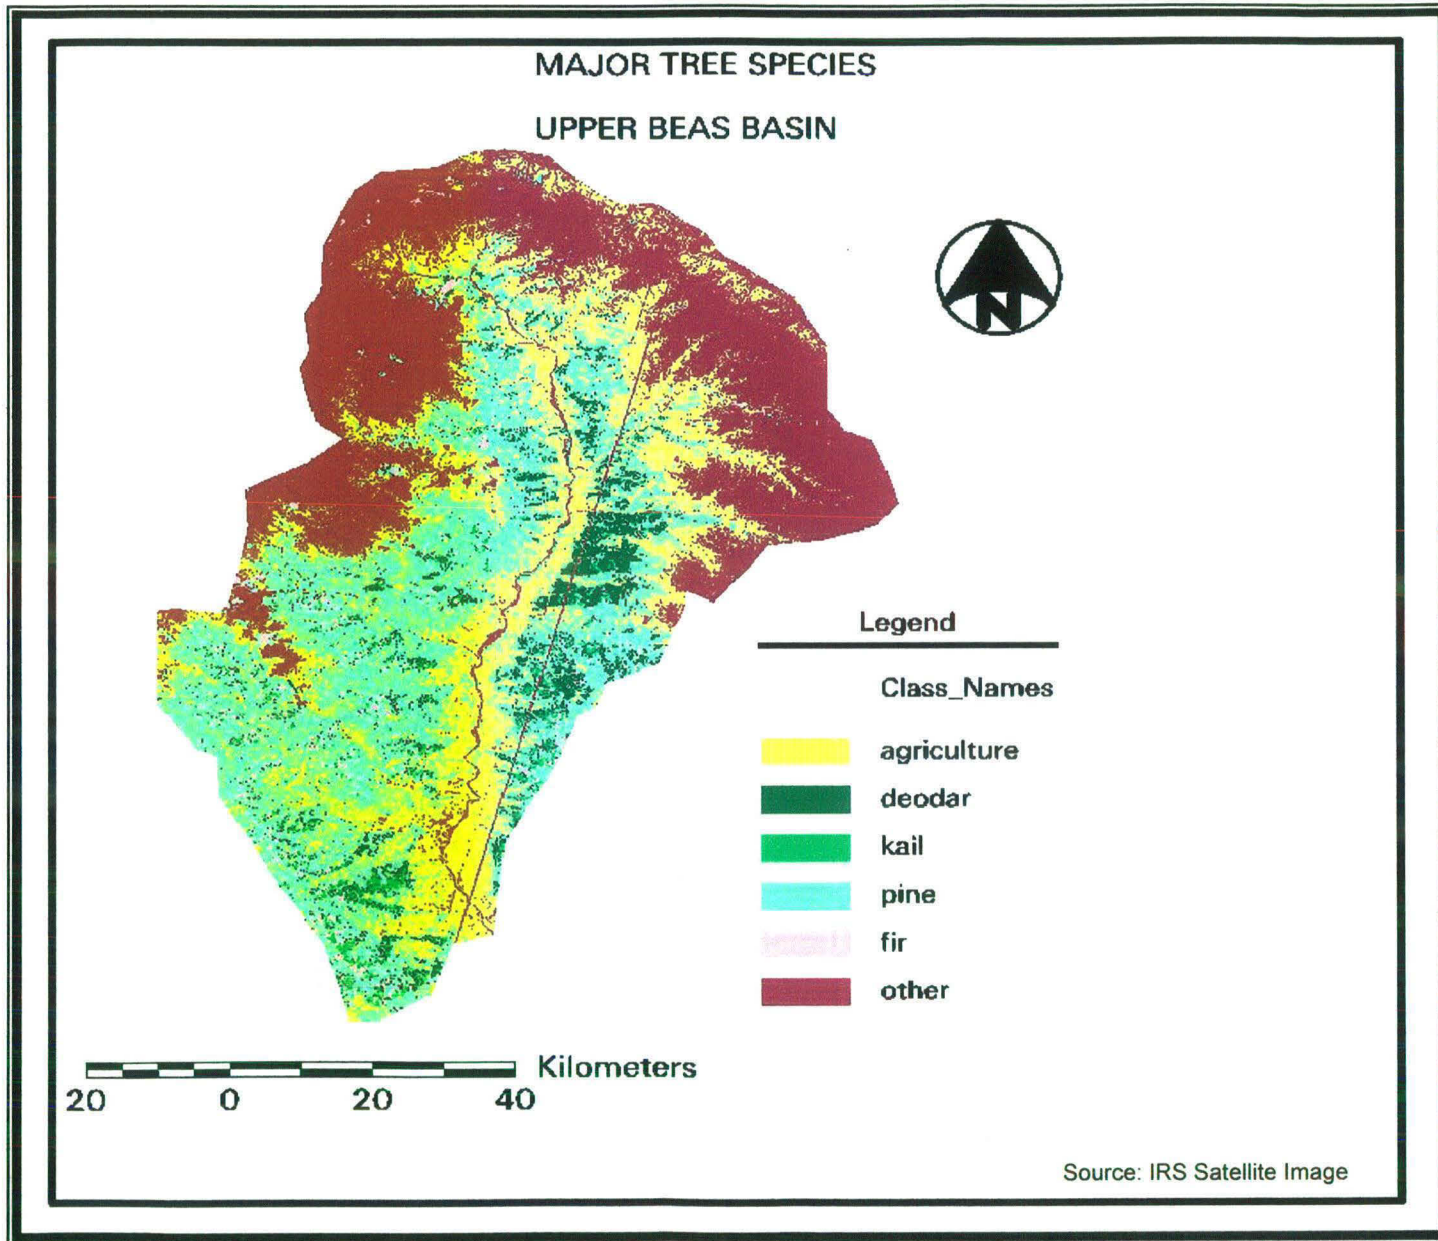 MAJOR TREE SPECIES
UPPER BEAS BASIN
N
Legend
Class_Names
agriculture
deodar
kail
pine
fir
other
Kilometers
20 0 20 40
Source: IRS Satellite Image